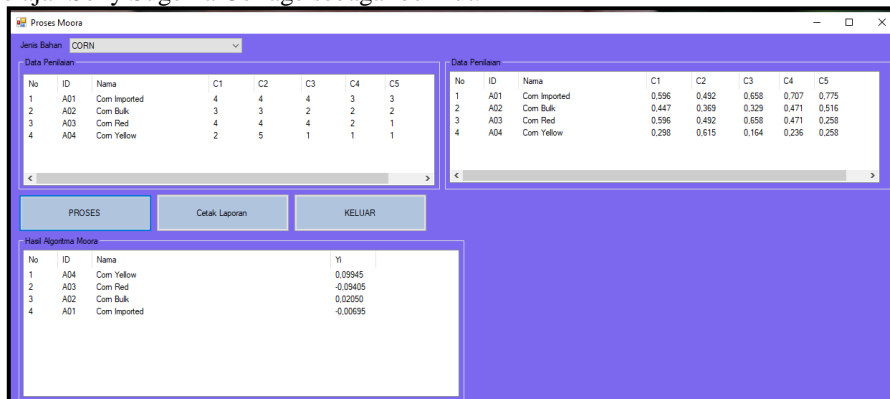 Proses Moora
Jenis Bahan CORN
Data Penilaian
No ID Nama C1 C2 C3 C4 C5
1 A01 Corn Imported 4 4 4 3 3
2 A02 Corn Bulk 3 3 2 2 2
3 A03 Corn Red 4 4 4 2 1
4 A04 Corn Yellow 2 5 1 1 1
Data Penilaian
No ID Nama C1 C2 C3 C4 C5
1 A01 Corn Imported 0,596 0,492 0,658 0,707 0,775
2 A02 Corn Bulk 0,447 0,369 0,329 0,471 0,516
3 A03 Corn Red 0,596 0,492 0,658 0,471 0,258
4 A04 Corn Yellow 0,298 0,615 0,164 0,236 0,258
PROSES Cetak Laporan KELUAR
Hasil Algoritma Moora
No ID Nama Yi
1 A04 Corn Yellow 0,09945
2 A03 Corn Red -0,09405
3 A02 Corn Bulk 0,02050
4 A01 Corn Imported -0,00695